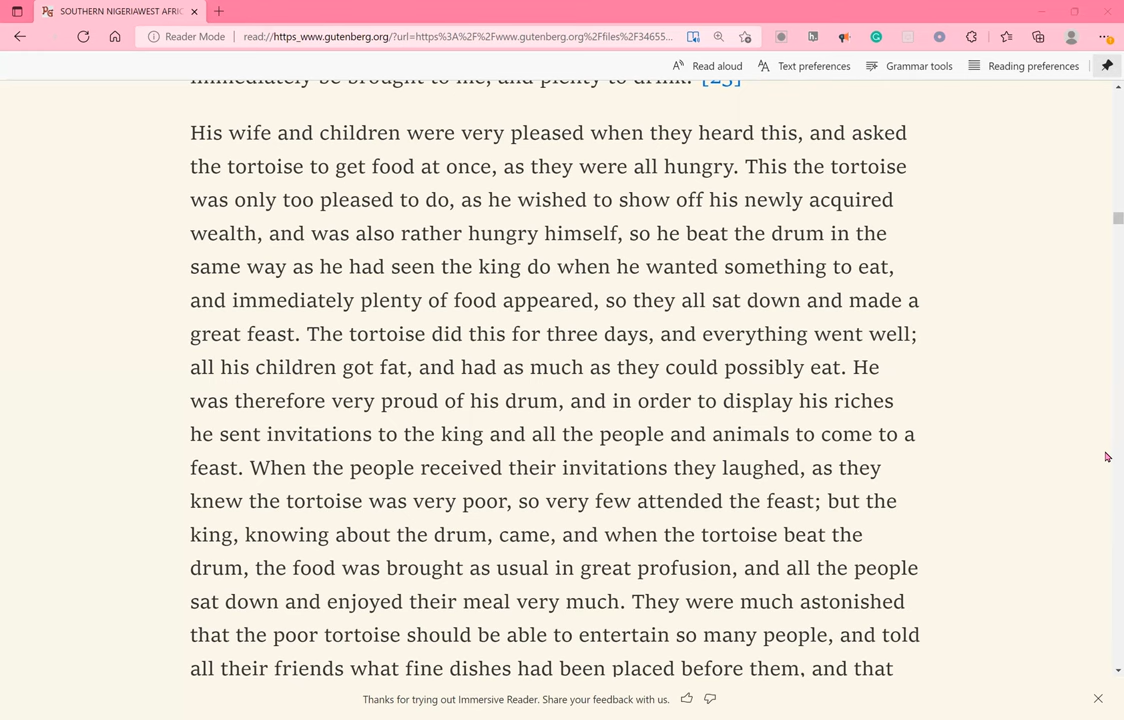 SOUTHERN NIGERIAWEST AFRIC
Reader Mode
read://https_www.gutenberg.org/?url=https%3A%2F%2Fwww.gutenberg.org%2Ffiles%2F34655...
Read aloud
Text preferences
Grammar tools
Reading preferences
immediately be brought to me, and plenty to drink." [23]
His wife and children were very pleased when they heard this, and asked
the tortoise to get food at once, as they were all hungry. This the tortoise
was only too pleased to do, as he wished to show off his newly acquired
wealth, and was also rather hungry himself, so he beat the drum in the
same way as he had seen the king do when he wanted something to eat,
and immediately plenty of food appeared, so they all sat down and made a
great feast. The tortoise did this for three days, and everything went well;
all his children got fat, and had as much as they could possibly eat. He
was therefore very proud of his drum, and in order to display his riches
he sent invitations to the king and all the people and animals to come to a
feast. When the people received their invitations they laughed, as they
knew the tortoise was very poor, so very few attended the feast; but the
king, knowing about the drum, came, and when the tortoise beat the
drum, the food was brought as usual in great profusion, and all the people
sat down and enjoyed their meal very much. They were much astonished
that the poor tortoise should be able to entertain so many people, and told
all their friends what fine dishes had been placed before them, and that
Thanks for trying out Immersive Reader. Share your feedback with us.